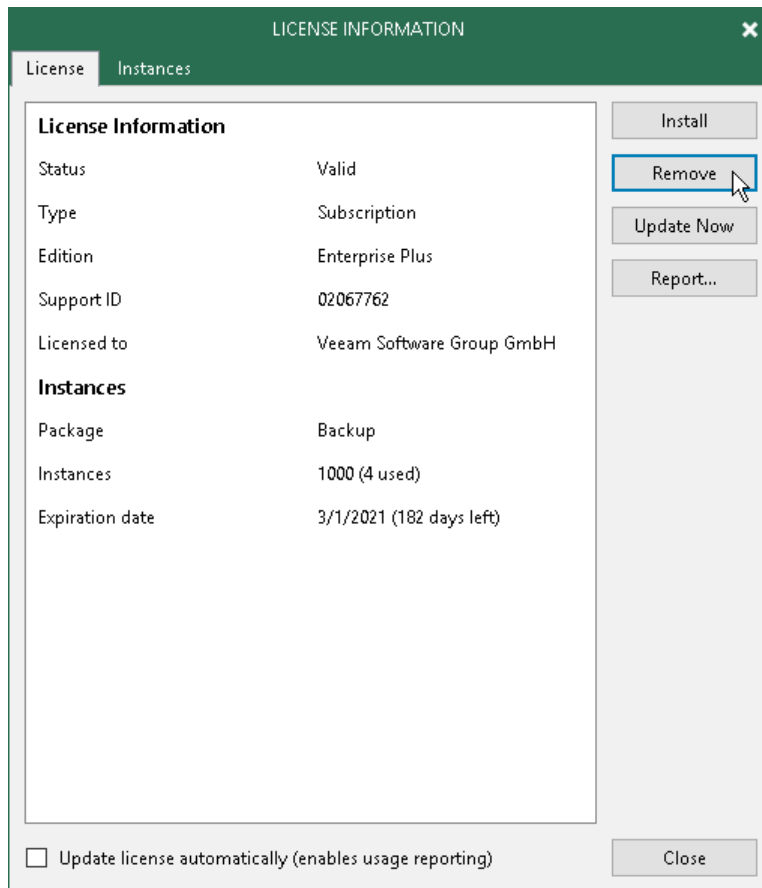 LICENSE INFORMATION
License Instances
License Information
Install
Status Valid
Remove
Type Subscription
Update Now
Edition Enterprise Plus
Report...
Support ID 02067762
Licensed to Veeam Software Group GmbH
Instances
Package Backup
Instances 1000 (4 used)
Expiration date 3/1/2021 (182 days left)
Update license automatically (enables usage reporting)
Close